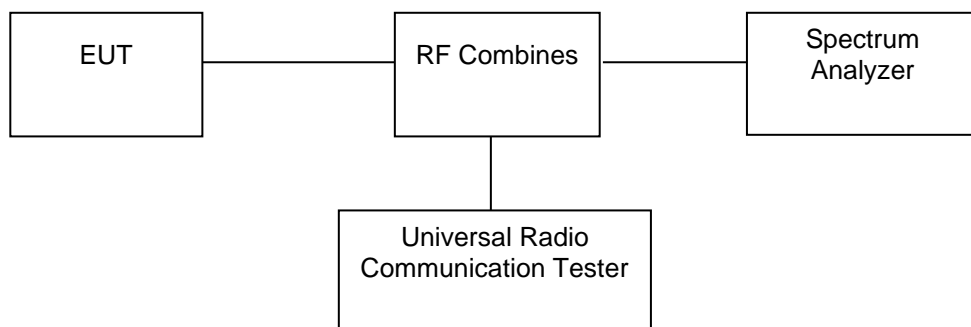 EUT
RF Combines
Spectrum
Analyzer
Universal Radio
Communication Tester